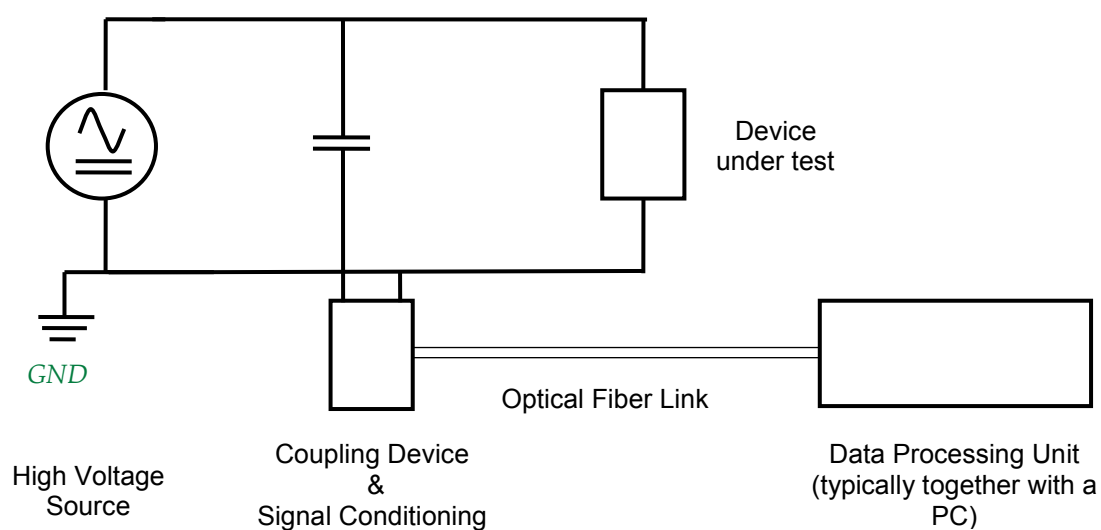 Device
under test
GND
Optical Fiber Link
High Voltage
Source
Coupling Device
&
Signal Conditioning
Data Processing Unit
(typically together with a
PC)